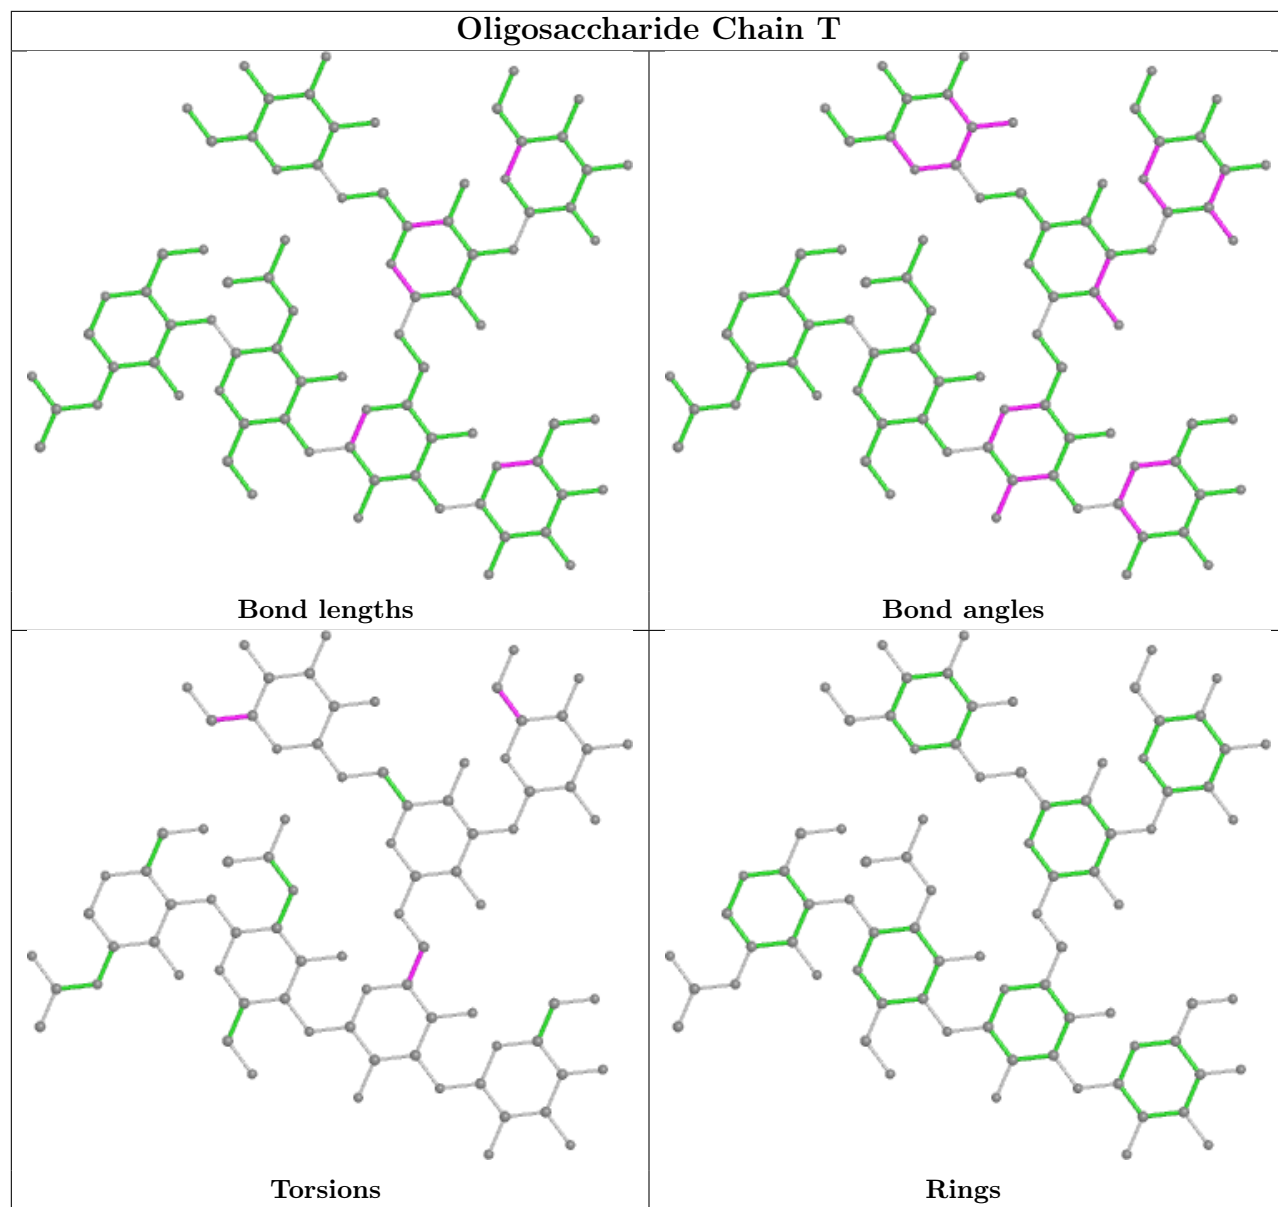 Oligosaccharide Chain T
Bond lengths
Bond angles
Torsions
Rings